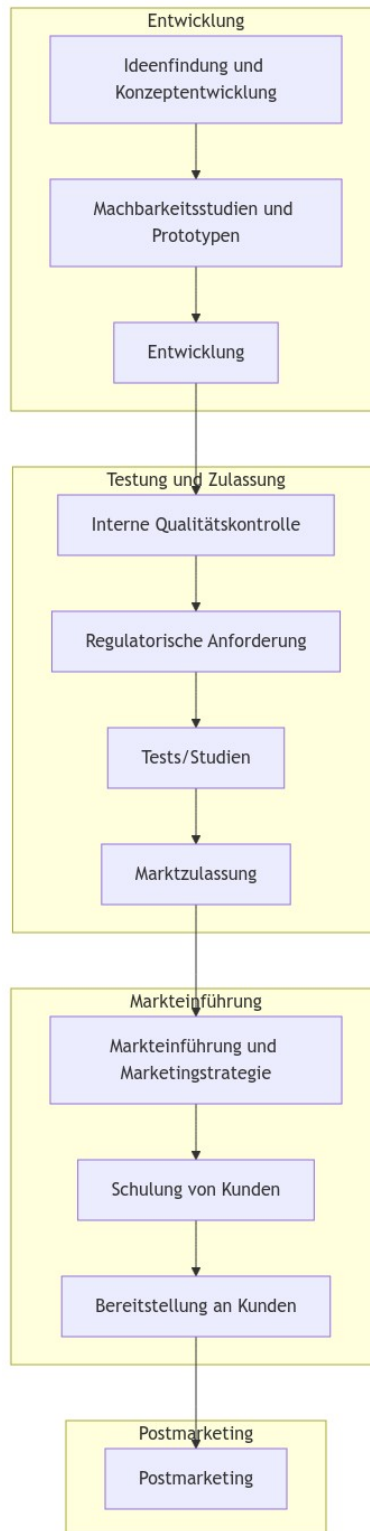 Entwicklung
Ideenfindung und
Konzeptentwicklung
Machbarkeitsstudien und
Prototypen
Entwicklung
Testung und Zulassung
Interne Qualitätskontrolle
Regulatorische Anforderung
Tests/Studien
Marktzulassung
Markteinführung
Markteinführung und
Marketingstrategie
Schulung von Kunden
Bereitstellung an Kunden
Postmarketing
Postmarketing